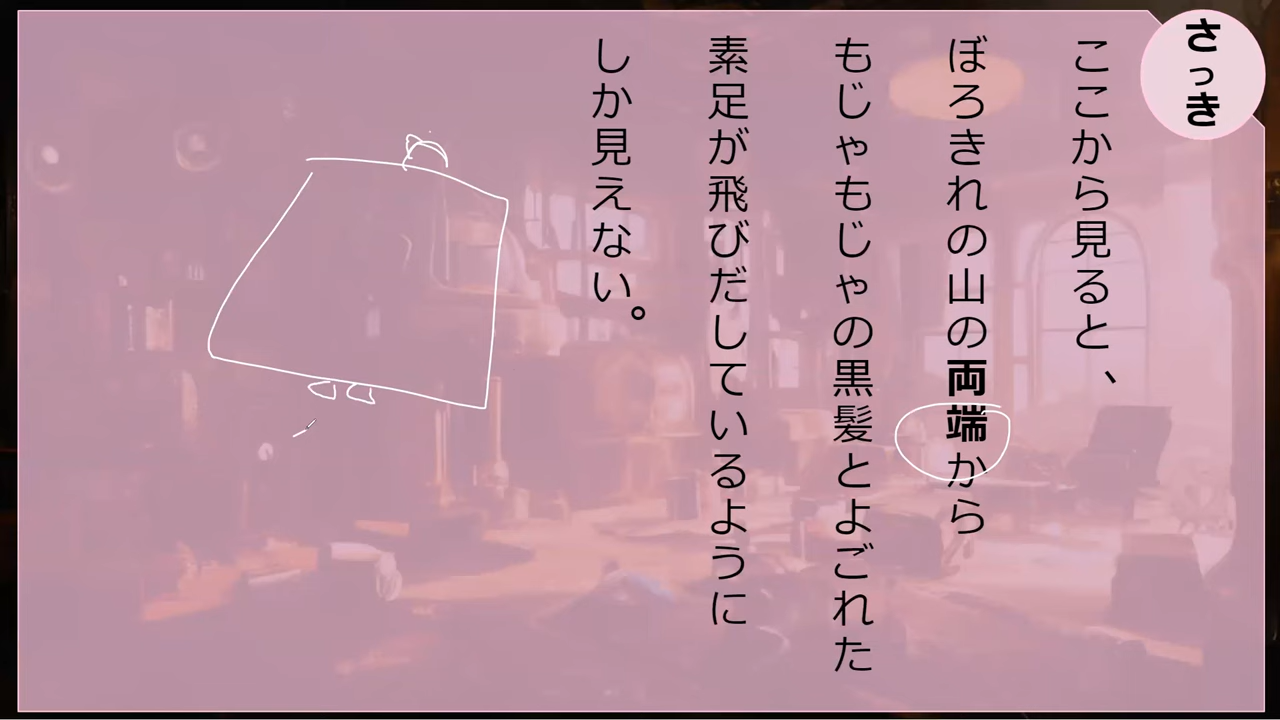 さっき
ここから見ると、
ぼろきれの山の両端から
もじゃもじゃの黒髪とよごれた
素足が飛びだしているように
しか見えない。